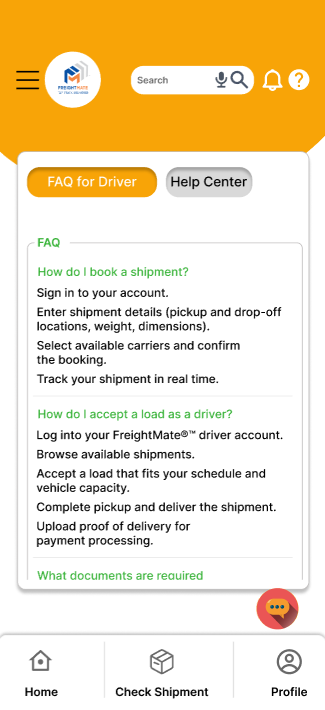 FREIGHTMATE
Search
?
FAQ for Driver
Help Center
FAQ
How do I book a shipment?
Sign in to your account.
Enter shipment details (pickup and drop-off
locations, weight, dimensions).
Select available carriers and confirm
the booking.
Track your shipment in real time.
How do I accept a load as a driver?
Log into your FreightMate®™ driver account.
Browse available shipments.
Accept a load that fits your schedule and
vehicle capacity.
Complete pickup and deliver the shipment.
Upload proof of delivery for
payment processing.
What documents are required
Home
Check Shipment
Profile